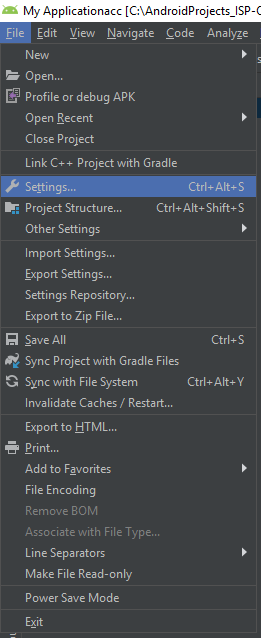 My Applicationacc [C:\AndroidProjects_ISP-
File Edit View Navigate Code Analyze
New
Open...
Profile or debug APK
Open Recent
Close Project
Link C++ Project with Gradle
Settings... Ctrl+Alt+S
Project Structure... Ctrl+Alt+Shift+S
Other Settings
Import Settings...
Export Settings...
Settings Repository...
Export to Zip File...
Save All Ctrl+S
Sync Project with Gradle Files
Sync with File System Ctrl+Alt+Y
Invalidate Caches / Restart...
Export to HTML...
Print...
Add to Favorites
File Encoding
Remove BOM
Associate with File Type...
Line Separators
Make File Read-only
Power Save Mode
Exit